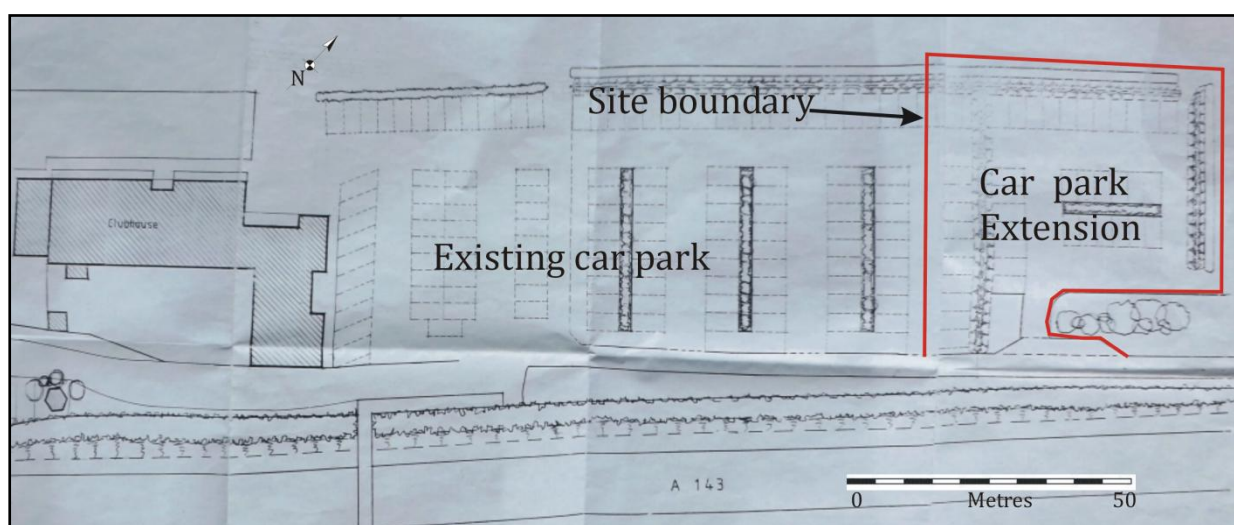 N
Site boundary
Clubhouse
Car park
Extension
Existing car park
A 143
0 Metres 50